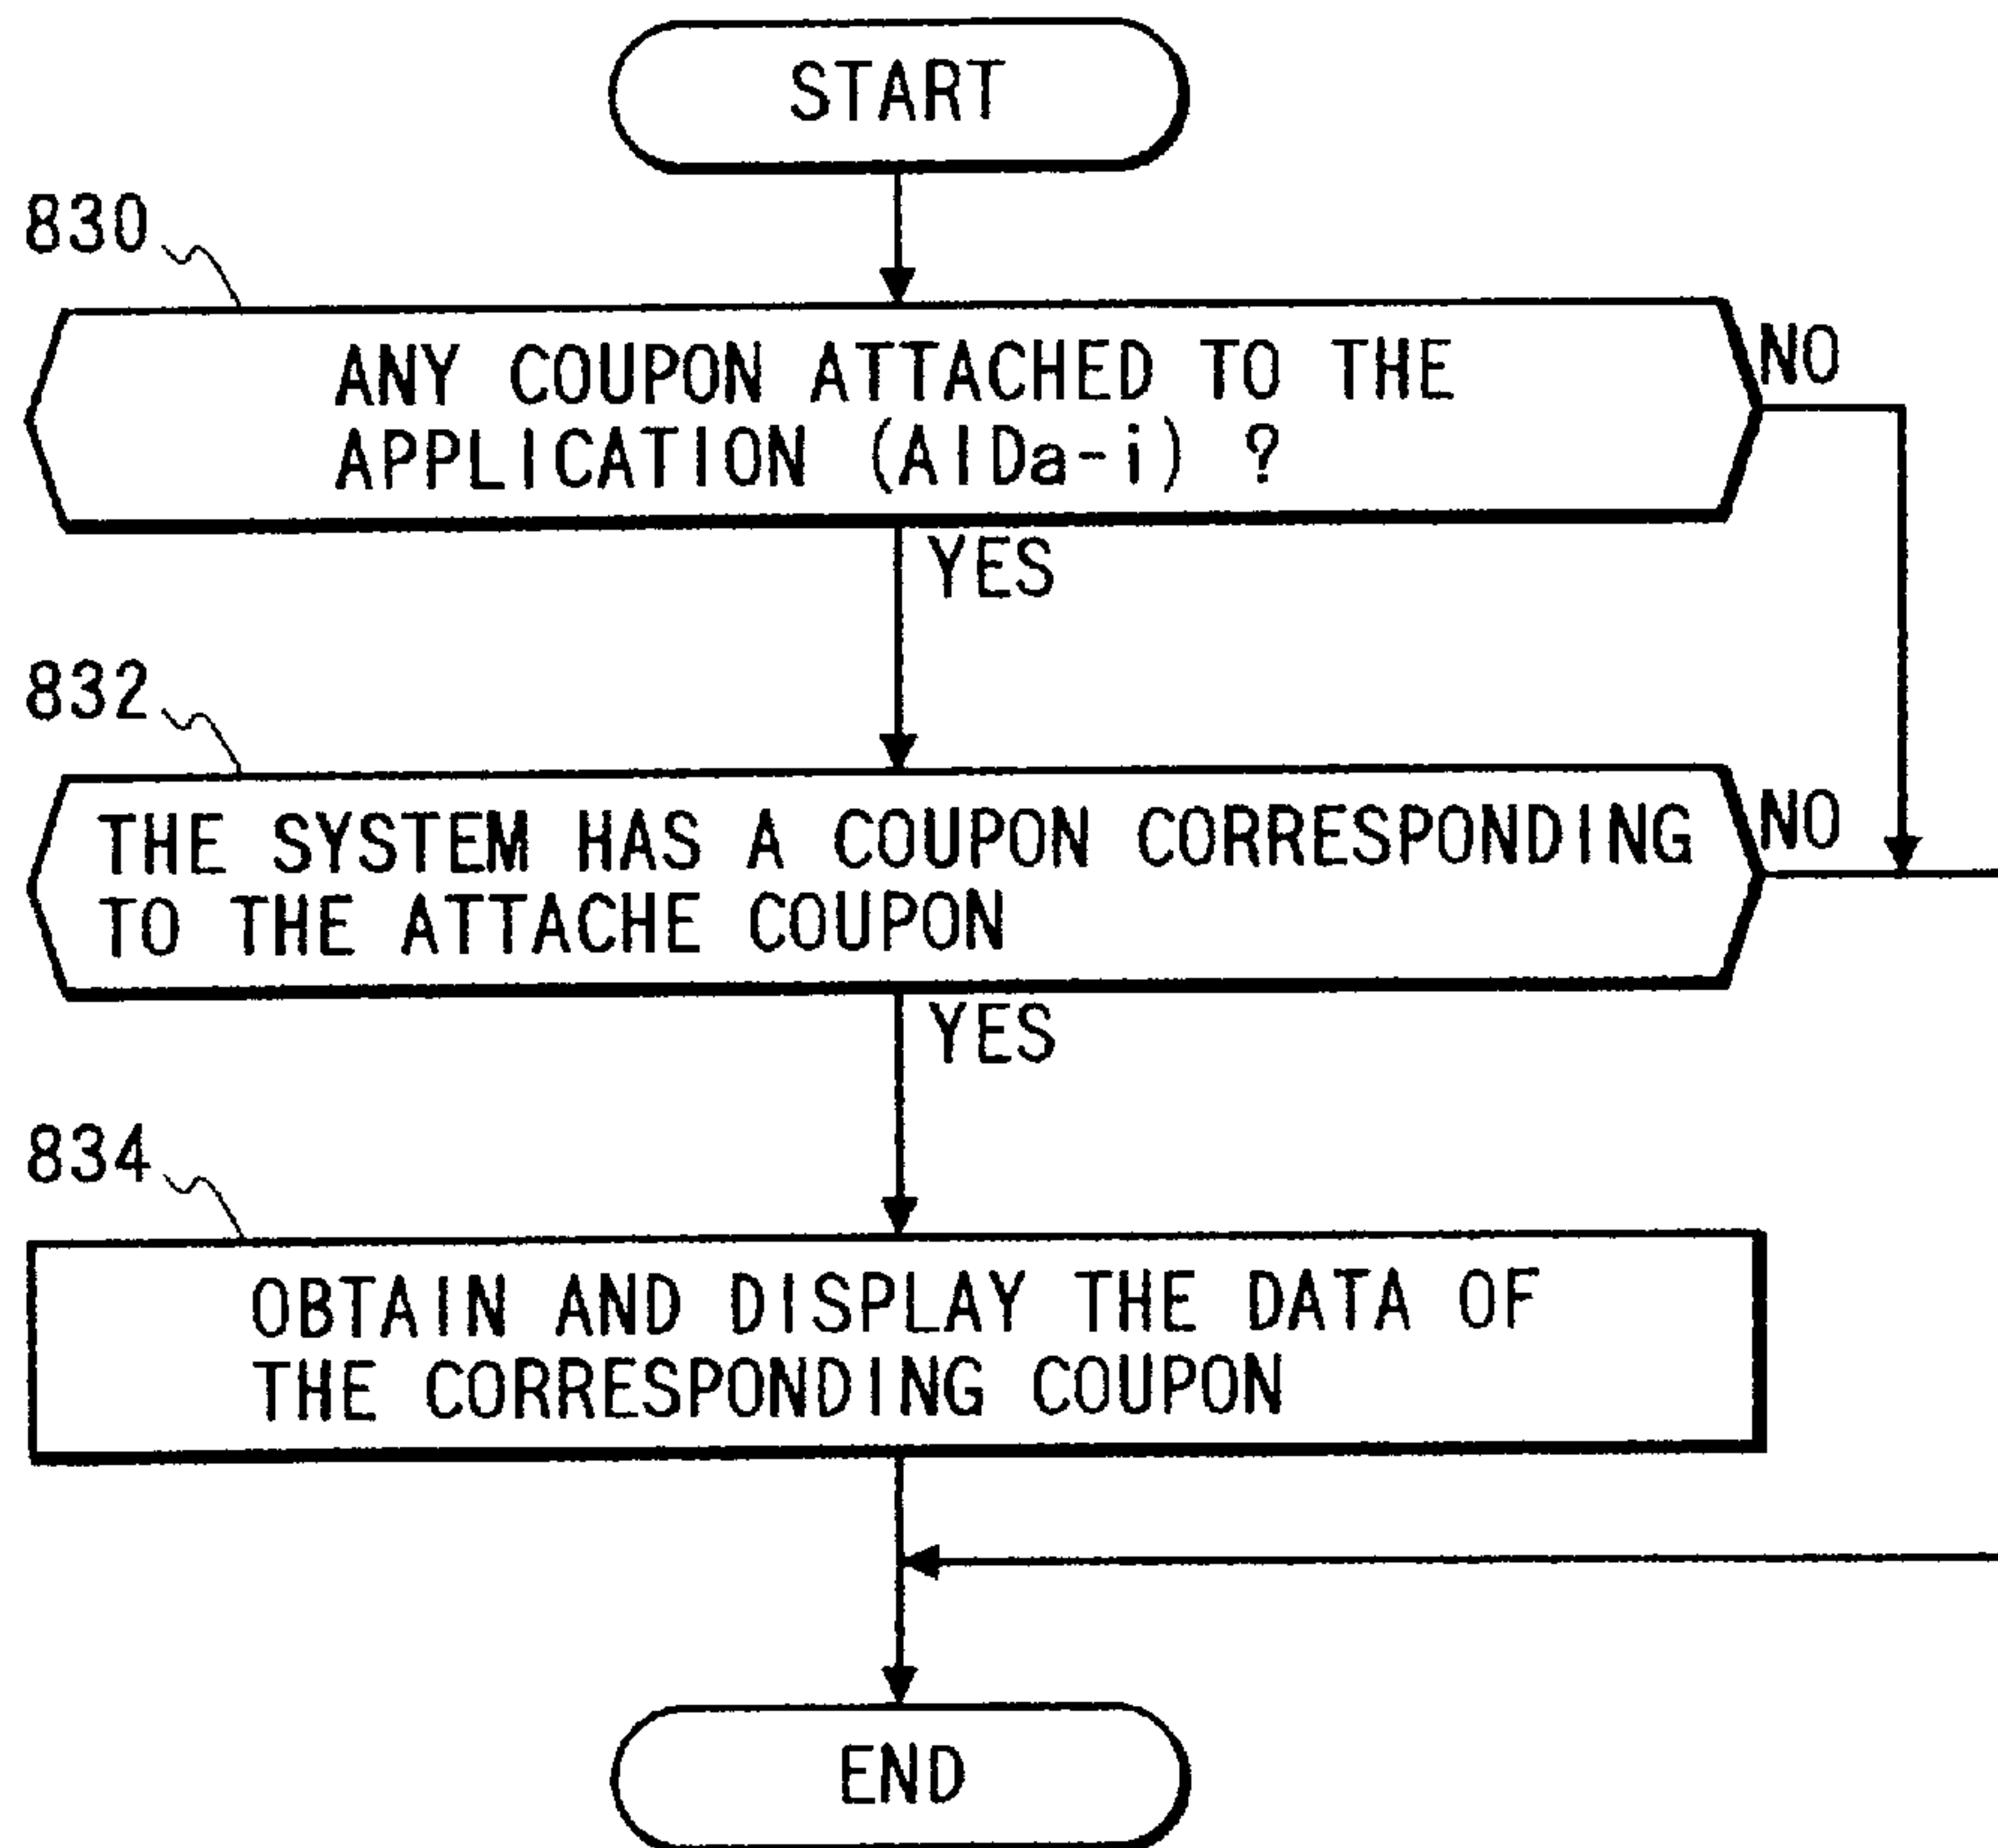 START
830
ANY COUPON ATTACHED TO THE
APPLICATION (AIDa-i) ?
NO
YES
832
THE SYSTEM HAS A COUPON CORRESPONDING
TO THE ATTACHE COUPON
NO
YES
834
OBTAIN AND DISPLAY THE DATA OF
THE CORRESPONDING COUPON
END